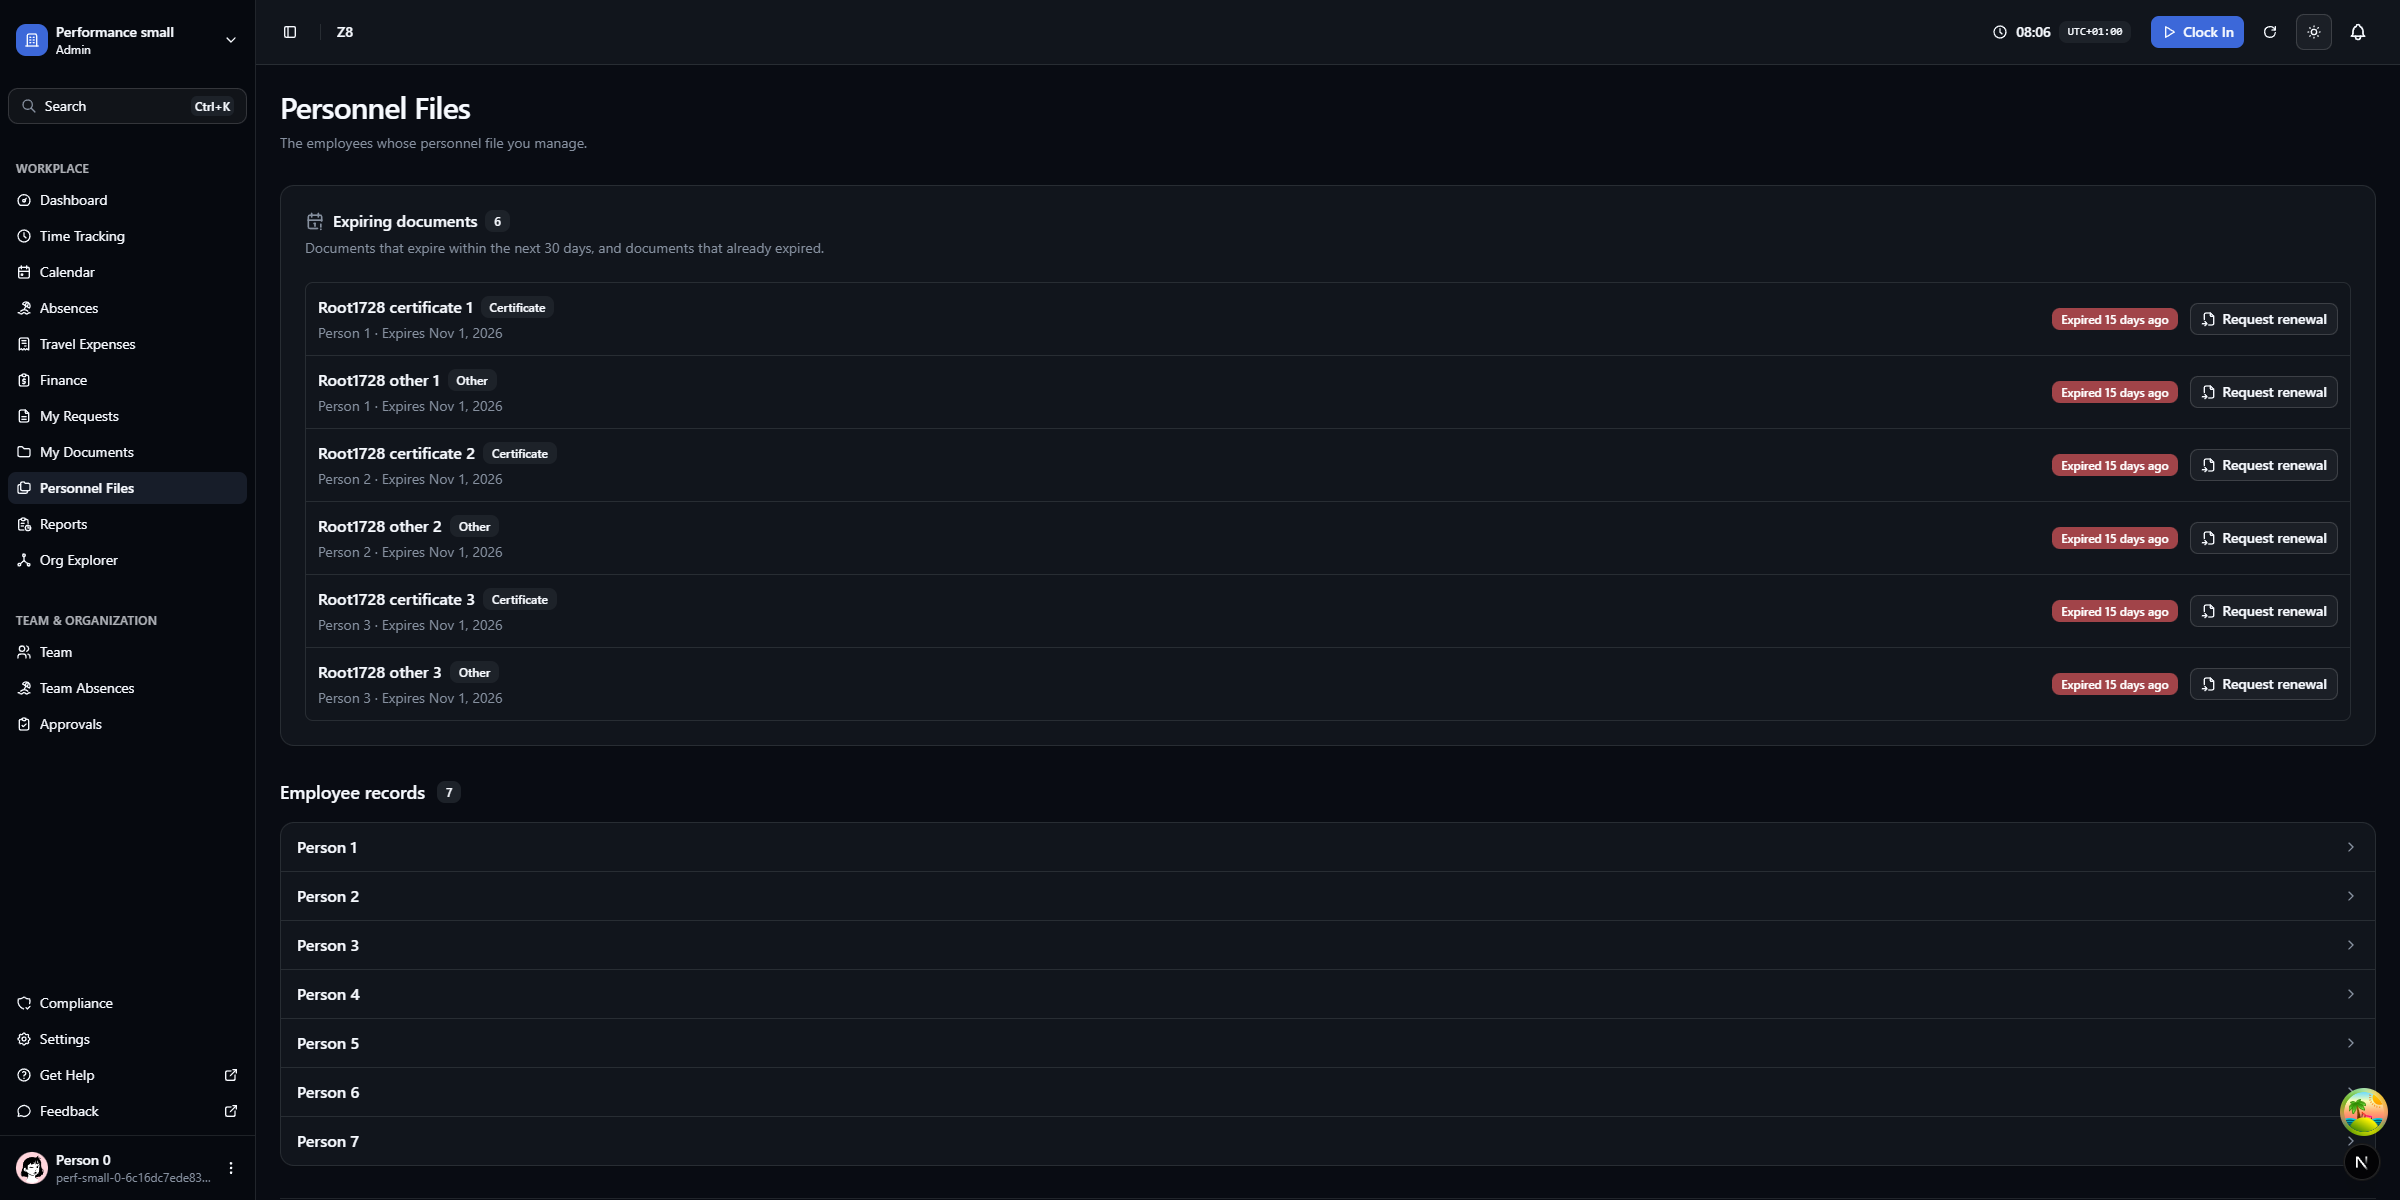 Performance small
Admin
Search
Ctrl+K
WORKPLACE
Dashboard
Time Tracking
Calendar
Absences
Travel Expenses
Finance
My Requests
My Documents
Personnel Files
Reports
Org Explorer
TEAM & ORGANIZATION
Team
Team Absences
Approvals
Compliance
Settings
Get Help
Feedback
Person 0
perf-small-0-6c16dc7ede83...
Z8
08:06
UTC+01:00
Clock In
Personnel Files
The employees whose personnel file you manage.
Expiring documents 6
Documents that expire within the next 30 days, and documents that already expired.
Root1728 certificate 1 Certificate
Person 1 · Expires Nov 1, 2026
Expired 15 days ago
Request renewal
Root1728 other 1 Other
Person 1 · Expires Nov 1, 2026
Expired 15 days ago
Request renewal
Root1728 certificate 2 Certificate
Person 2 · Expires Nov 1, 2026
Expired 15 days ago
Request renewal
Root1728 other 2 Other
Person 2 · Expires Nov 1, 2026
Expired 15 days ago
Request renewal
Root1728 certificate 3 Certificate
Person 3 · Expires Nov 1, 2026
Expired 15 days ago
Request renewal
Root1728 other 3 Other
Person 3 · Expires Nov 1, 2026
Expired 15 days ago
Request renewal
Employee records 7
Person 1
Person 2
Person 3
Person 4
Person 5
Person 6
Person 7
N